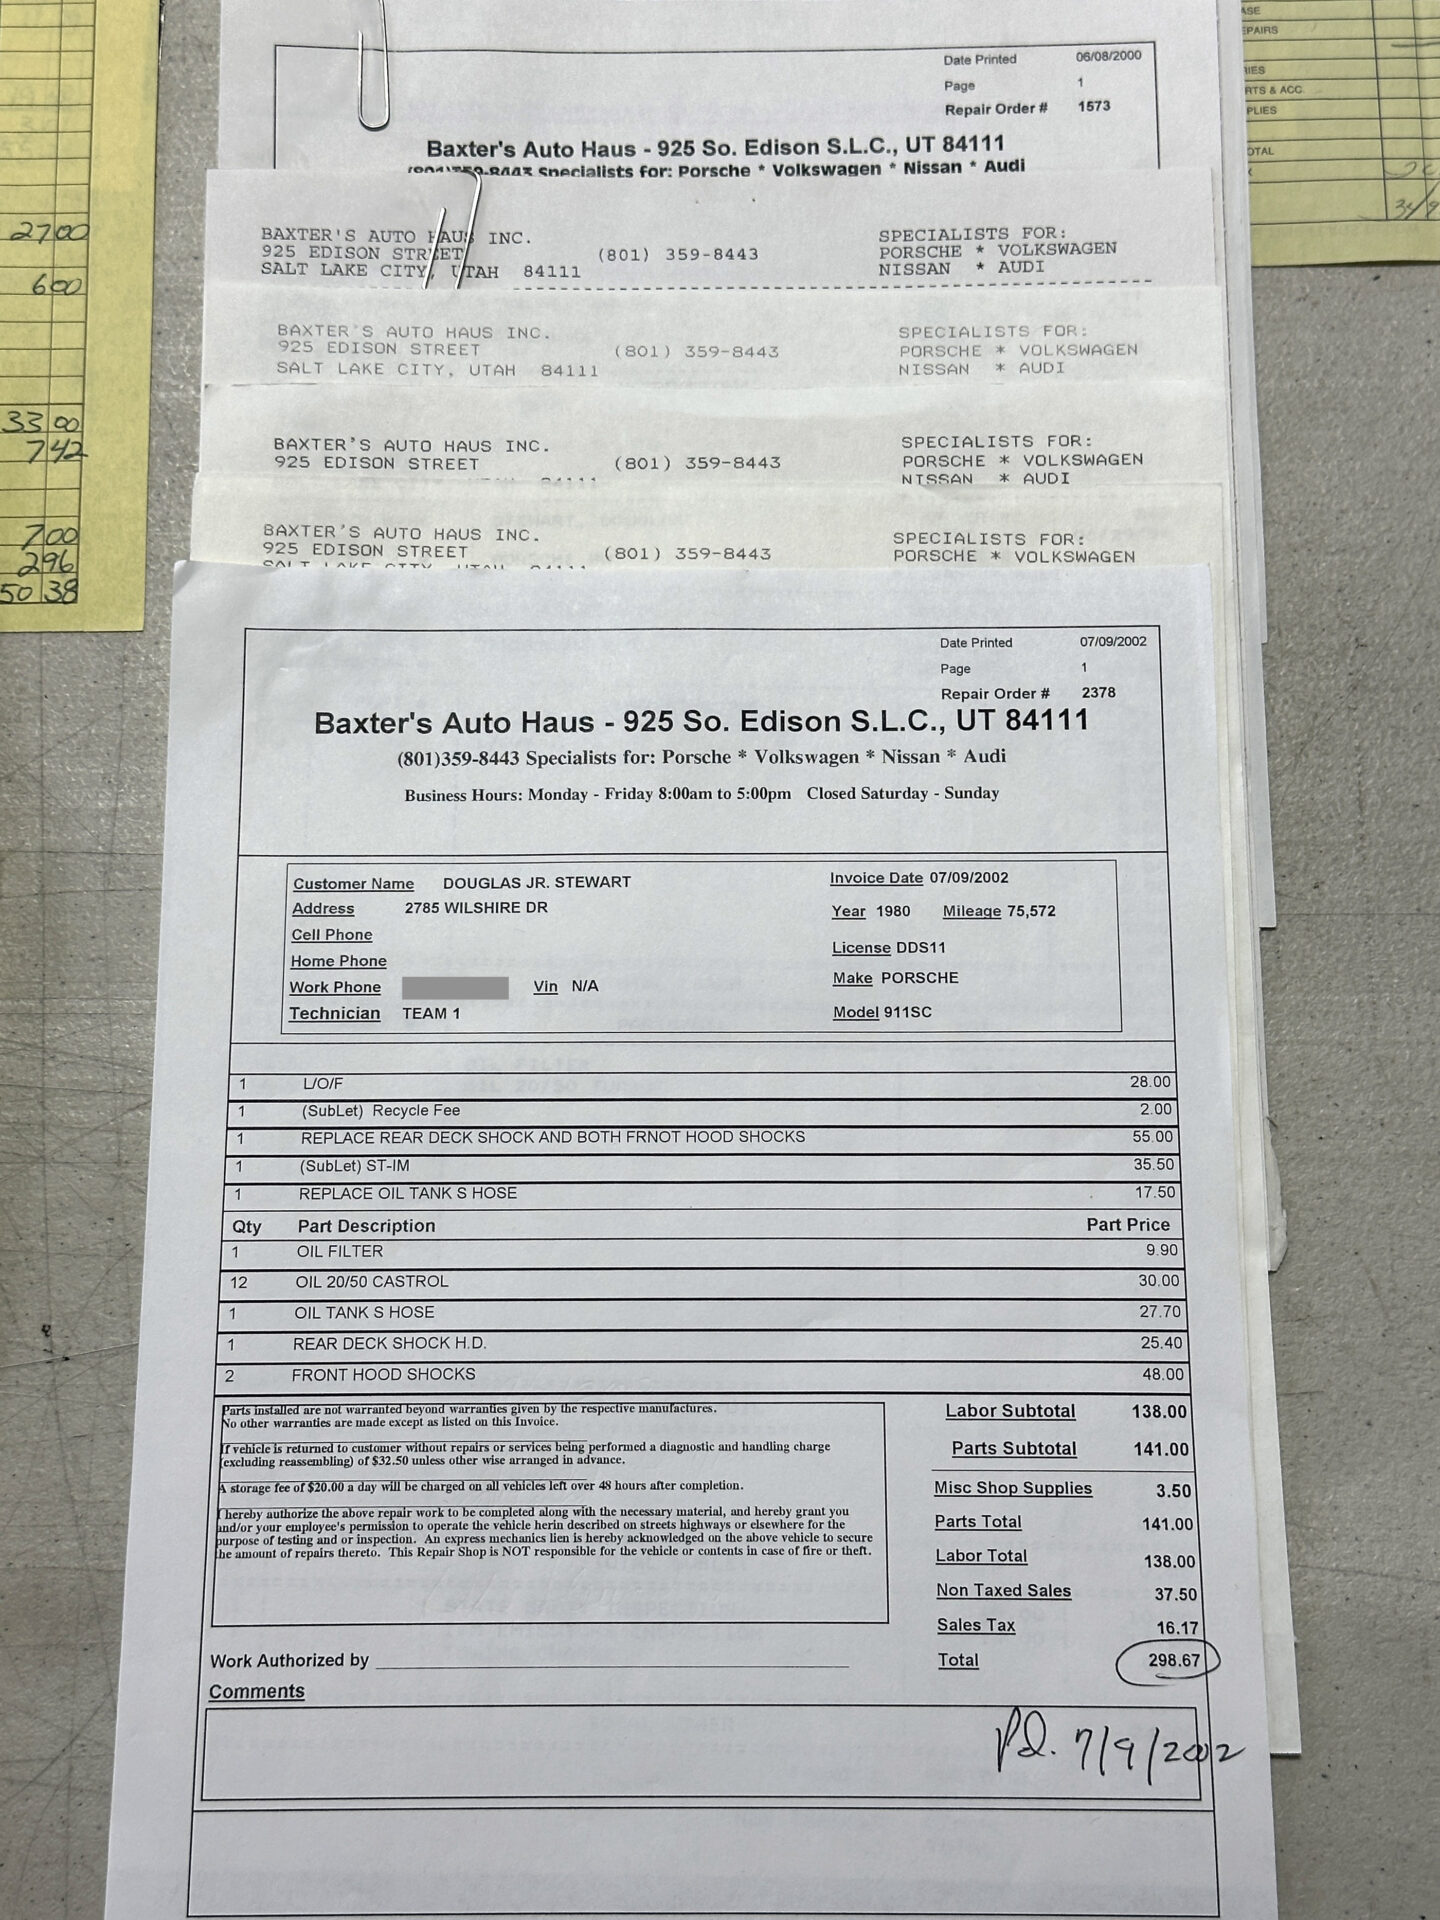 Date Printed 06/08/2000
Page 1
Repair Order # 1573
Baxter's Auto Haus - 925 So. Edison S.L.C., UT 84111
(801)359-8443 Specialists for: Porsche * Volkswagen * Nissan * Audi
BAXTER'S AUTO HAUS INC. SPECIALISTS FOR:
925 EDISON STREET (801) 359-8443 PORSCHE * VOLKSWAGEN
SALT LAKE CITY, UTAH 84111 NISSAN * AUDI
BAXTER'S AUTO HAUS INC. SPECIALISTS FOR:
925 EDISON STREET (801) 359-8443 PORSCHE * VOLKSWAGEN
SALT LAKE CITY, UTAH 84111 NISSAN * AUDI
BAXTER'S AUTO HAUS INC. SPECIALISTS FOR:
925 EDISON STREET (801) 359-8443 PORSCHE * VOLKSWAGEN
NISSAN * AUDI
BAXTER'S AUTO HAUS INC. SPECIALISTS FOR:
925 EDISON STREET (801) 359-8443 PORSCHE * VOLKSWAGEN
2700
600
3300
742
700
296
50 38
EPAIRS
RTS & ACC.
Date Printed 07/09/2002
Page 1
Repair Order # 2378
Baxter's Auto Haus - 925 So. Edison S.L.C., UT 84111
(801)359-8443 Specialists for: Porsche * Volkswagen * Nissan * Audi
Business Hours: Monday - Friday 8:00am to 5:00pm Closed Saturday - Sunday
Customer Name DOUGLAS JR. STEWART Invoice Date 07/09/2002
Address 2785 WILSHIRE DR Year 1980 Mileage 75,572
Cell Phone
License DDS11
Home Phone
Make PORSCHE
Work Phone Vin N/A
Technician TEAM 1 Model 911SC
1 L/O/F 28.00
1 (SubLet) Recycle Fee 2.00
1 REPLACE REAR DECK SHOCK AND BOTH FRNOT HOOD SHOCKS 55.00
1 (SubLet) ST-IM 35.50
1 REPLACE OIL TANK S HOSE 17.50
Qty Part Description Part Price
1 OIL FILTER 9.90
12 OIL 20/50 CASTROL 30.00
1 OIL TANK S HOSE 27.70
1 REAR DECK SHOCK H.D. 25.40
2 FRONT HOOD SHOCKS 48.00
Parts installed are not warranted beyond warranties given by the respective manufactures.
No other warranties are made except as listed on this Invoice.
If vehicle is returned to customer without repairs or services being performed a diagnostic and handling charge
(excluding reassembling) of $32.50 unless other wise arranged in advance.
A storage fee of $20.00 a day will be charged on all vehicles left over 48 hours after completion.
I hereby authorize the above repair work to be completed along with the necessary material, and hereby grant you
and/or your employee's permission to operate the vehicle herin described on streets highways or elsewhere for the
purpose of testing and or inspection. An express mechanics lien is hereby acknowledged on the above vehicle to secure
the amount of repairs thereto. This Repair Shop is NOT responsible for the vehicle or contents in case of fire or theft.
Labor Subtotal 138.00
Parts Subtotal 141.00
Misc Shop Supplies 3.50
Parts Total 141.00
Labor Total 138.00
Non Taxed Sales 37.50
Sales Tax 16.17
Total 298.67
Work Authorized by
Comments
Pd. 7/9/2002